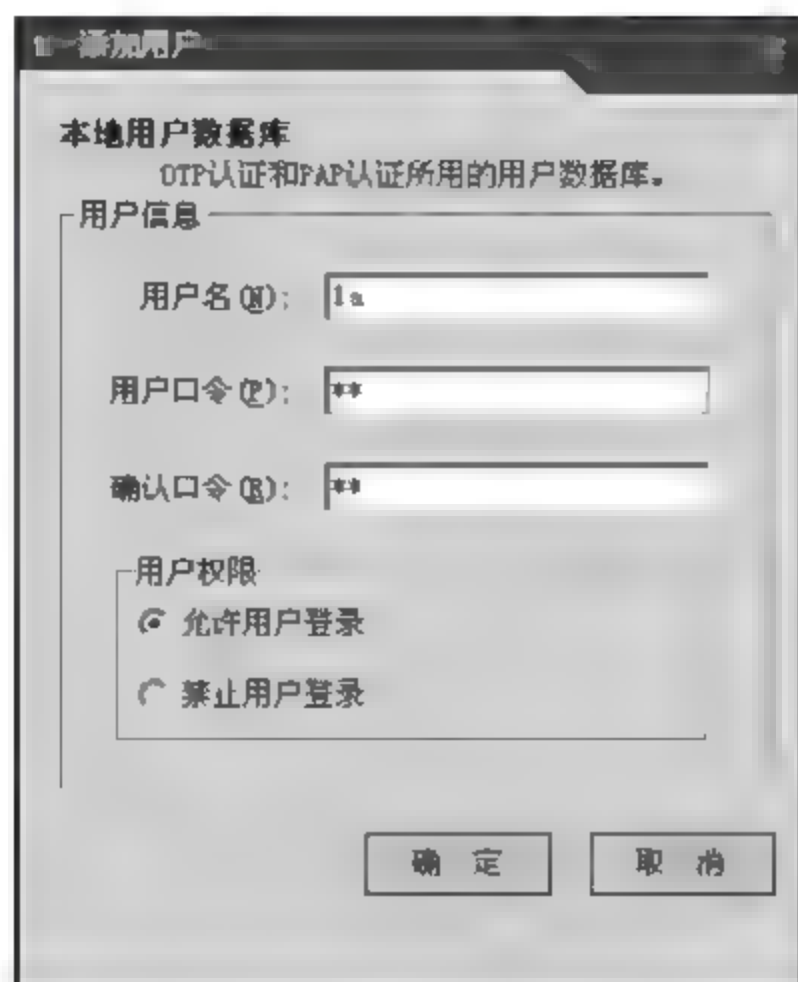 添加用户
本地用户数据库
OTP认证和PAP认证所用的用户数据库。
用户信息
用户名(N): la
用户口令(P): **
确认口令(R): **
用户权限
允许用户登录
禁止用户登录
确 定 取 消